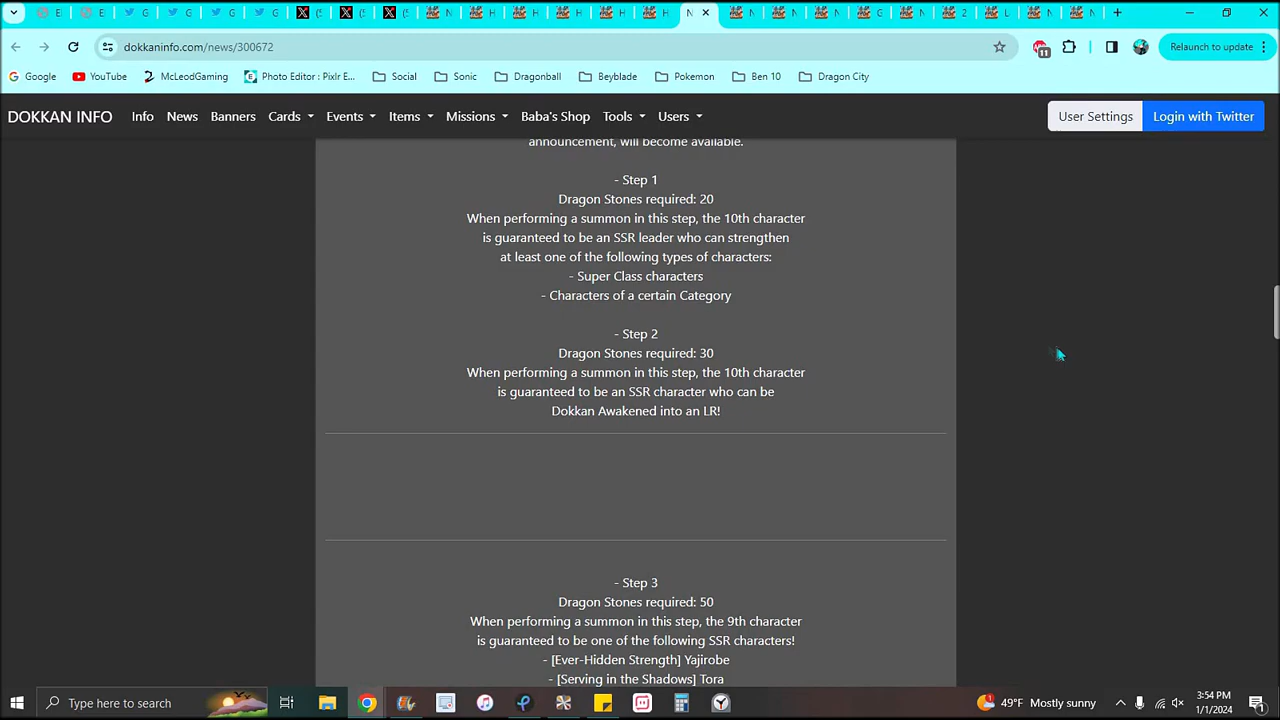 E
E
G
G
G
G
(
(
(
N
H
H
H
H
H
N
N
N
N
G
N
2
L
N
N
dokkaninfo.com/news/300672
11
Relaunch to update
Google
YouTube
McLeodGaming
Photo Editor : Pixlr E...
Social
Sonic
Dragonball
Beyblade
Pokemon
Ben 10
Dragon City
DOKKAN INFO
Info
News
Banners
Cards
Events
Items
Missions
Baba's Shop
Tools
Users
User Settings
Login with Twitter
announcement, will become available.
- Step 1
Dragon Stones required: 20
When performing a summon in this step, the 10th character
is guaranteed to be an SSR leader who can strengthen
at least one of the following types of characters:
- Super Class characters
- Characters of a certain Category
- Step 2
Dragon Stones required: 30
When performing a summon in this step, the 10th character
is guaranteed to be an SSR character who can be
Dokkan Awakened into an LR!
- Step 3
Dragon Stones required: 50
When performing a summon in this step, the 9th character
is guaranteed to be one of the following SSR characters!
- [Ever-Hidden Strength] Yajirobe
- [Serving in the Shadows] Tora
Type here to search
49°F Mostly sunny
3:54 PM
1/1/2024